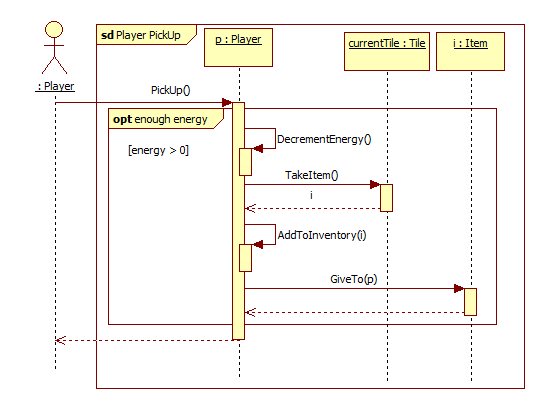 sd Player PickUp
p : Player
currentTile : Tile
i : Item
: Player
PickUp()
opt enough energy
[energy > 0]
DecrementEnergy()
TakeItem()
i
AddToInventory(i)
GiveTo(p)